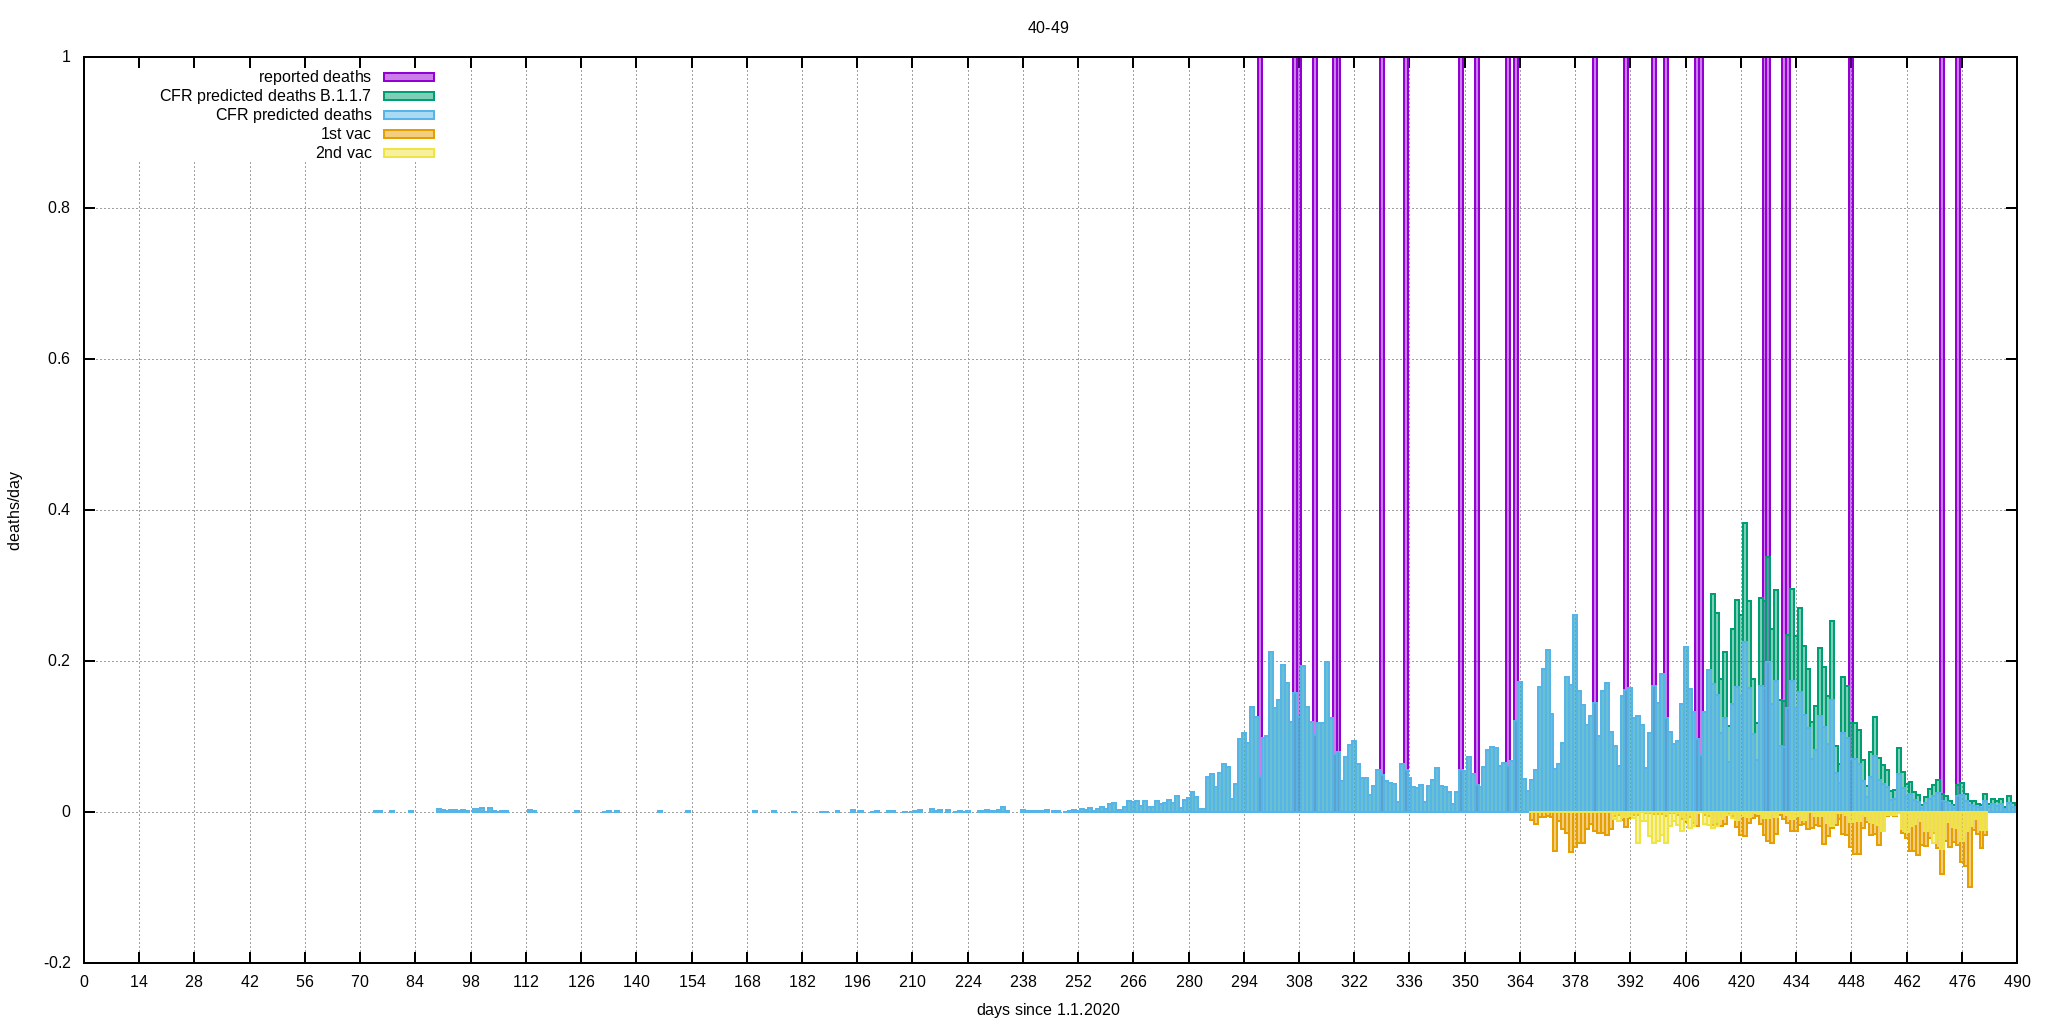 40-49
1
reported deaths
CFR predicted deaths B.1.1.7
CFR predicted deaths
1st vac
2nd vac
0.8
0.6
deaths/day
0.4
0.2
0
-0.2
0 14 28 42 56 70 84 98 112 126 140 154 168 182 196 210 224 238 252 266 280 294 308 322 336 350 364 378 392 406 420 434 448 462 476 490
days since 1.1.2020